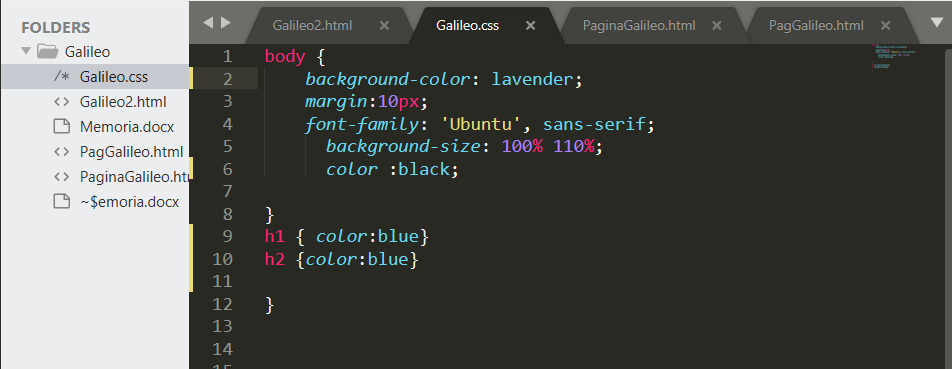 FOLDERS
Galileo
/* Galileo.css
<> Galileo2.html
Memoria.docx
<> PagGalileo.html
<> PaginaGalileo.ht
~$emoria.docx
Galileo2.html
Galileo.css
PaginaGalileo.html
PagGalileo.html
1 body {
2 background-color: lavender;
3 margin:10px;
4 font-family: 'Ubuntu', sans-serif;
5 background-size: 100% 110%;
6 color :black;
7
8 }
9 h1 { color:blue}
10 h2 {color:blue}
11
12 }
13
14